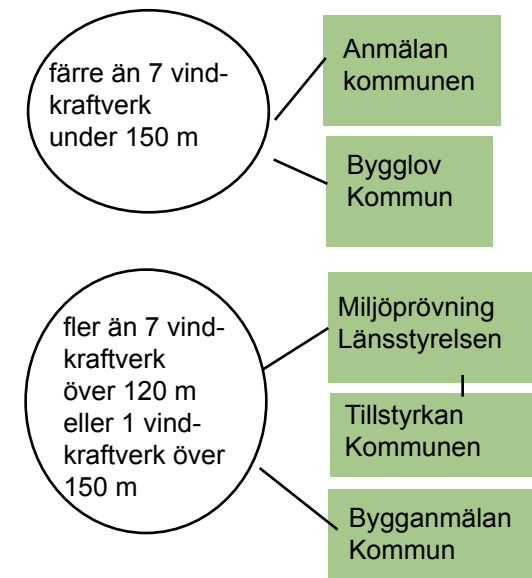 färre än 7 vind-
kraftverk
under 150 m
Anmälan
kommunen
Bygglov
Kommun
fler än 7 vind-
kraftverk
över 120 m
eller 1 vind-
kraftverk över
150 m
Miljöprövning
Länsstyrelsen
Tillstyrkan
Kommunen
Bygganmälan
Kommun